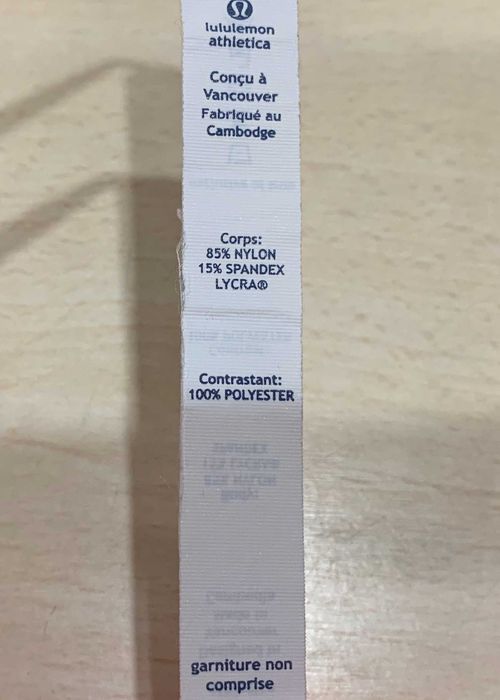 lululemon
athletica
Conçu à
Vancouver
Fabriqué au
Cambodge
Corps:
85% NYLON
15% SPANDEX
LYCRA®
Contrastant:
100% POLYESTER
garniture non
comprise